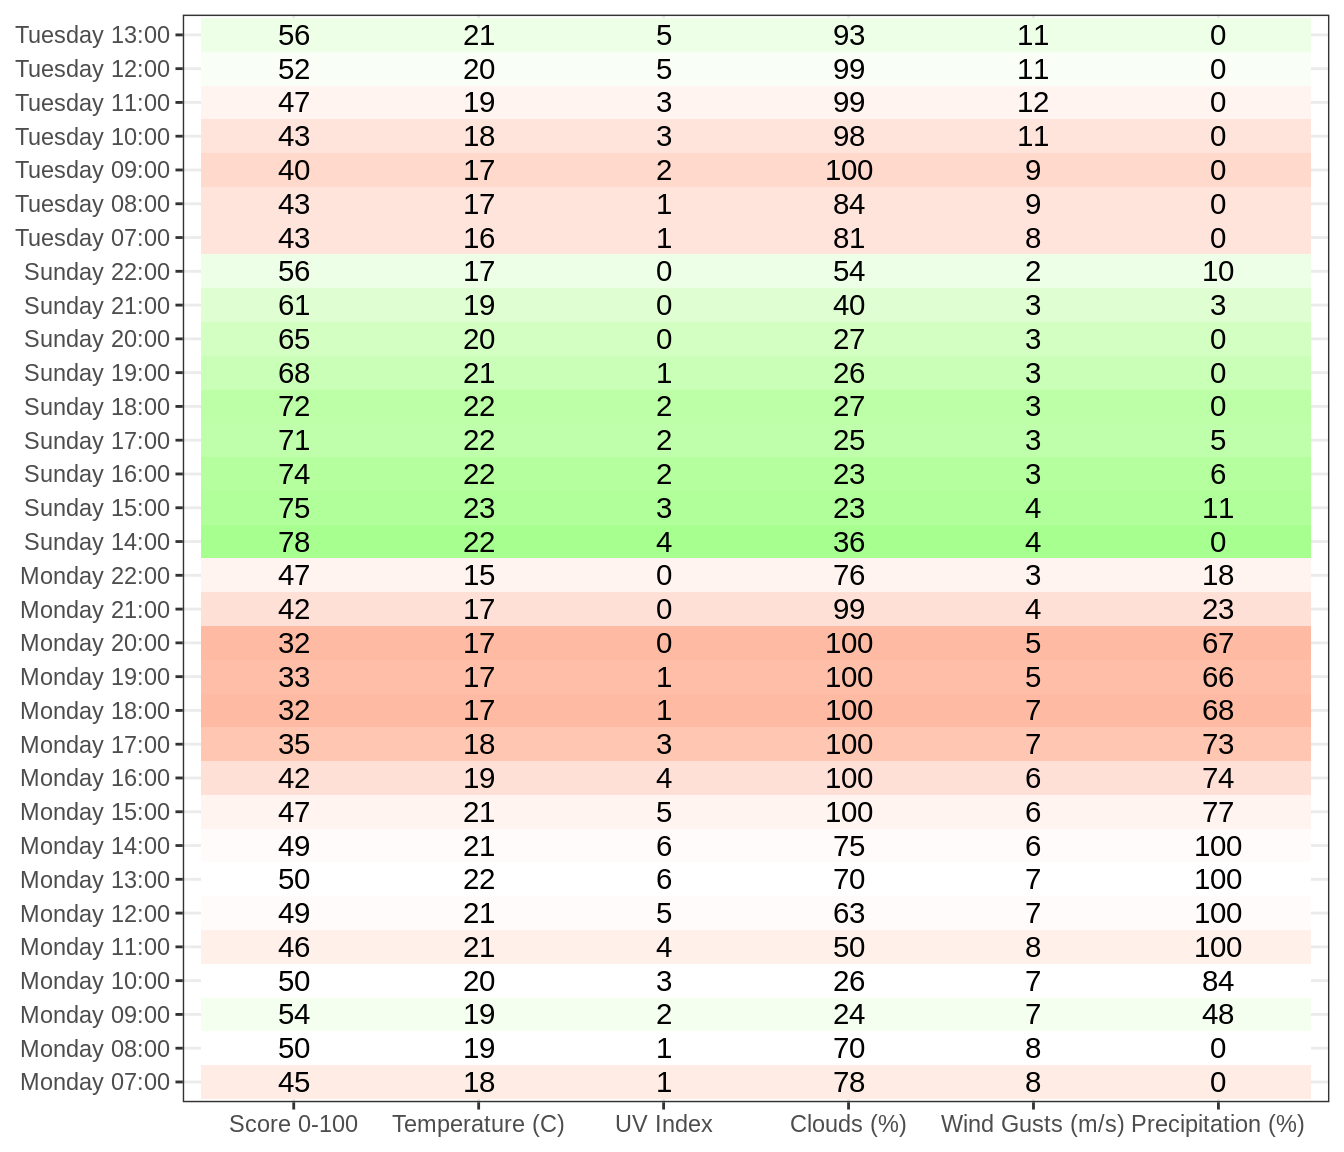 Tuesday 13:00 56 21 5 93 11 0
Tuesday 12:00 52 20 5 99 11 0
Tuesday 11:00 47 19 3 99 12 0
Tuesday 10:00 43 18 3 98 11 0
Tuesday 09:00 40 17 2 100 9 0
Tuesday 08:00 43 17 1 84 9 0
Tuesday 07:00 43 16 1 81 8 0
Sunday 22:00 56 17 0 54 2 10
Sunday 21:00 61 19 0 40 3 3
Sunday 20:00 65 20 0 27 3 0
Sunday 19:00 68 21 1 26 3 0
Sunday 18:00 72 22 2 27 3 0
Sunday 17:00 71 22 2 25 3 5
Sunday 16:00 74 22 2 23 3 6
Sunday 15:00 75 23 3 23 4 11
Sunday 14:00 78 22 4 36 4 0
Monday 22:00 47 15 0 76 3 18
Monday 21:00 42 17 0 99 4 23
Monday 20:00 32 17 0 100 5 67
Monday 19:00 33 17 1 100 5 66
Monday 18:00 32 17 1 100 7 68
Monday 17:00 35 18 3 100 7 73
Monday 16:00 42 19 4 100 6 74
Monday 15:00 47 21 5 100 6 77
Monday 14:00 49 21 6 75 6 100
Monday 13:00 50 22 6 70 7 100
Monday 12:00 49 21 5 63 7 100
Monday 11:00 46 21 4 50 8 100
Monday 10:00 50 20 3 26 7 84
Monday 09:00 54 19 2 24 7 48
Monday 08:00 50 19 1 70 8 0
Monday 07:00 45 18 1 78 8 0
Score 0-100 Temperature (C) UV Index Clouds (%) Wind Gusts (m/s) Precipitation (%)